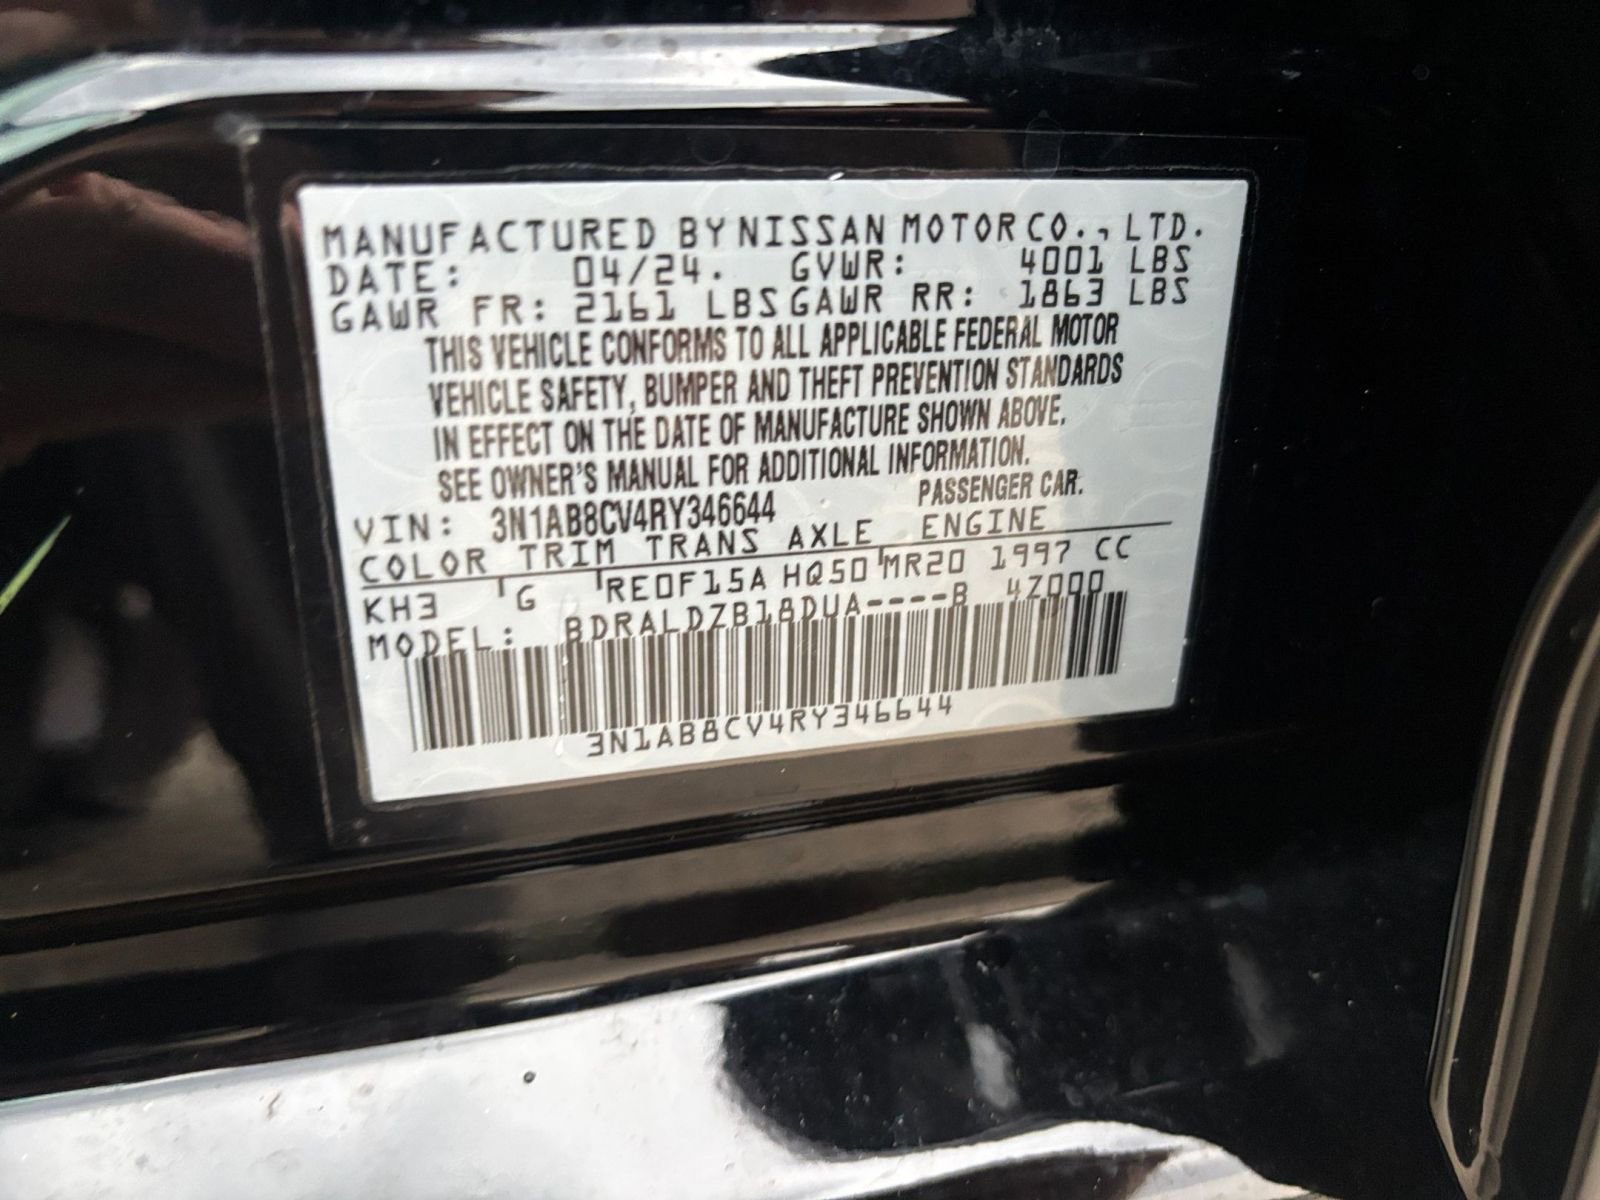 MANUFACTURED BY NISSAN MOTOR CO., LTD.
DATE: 04/24. GVWR: 4001 LBS
GAWR FR: 2161 LBS GAWR RR: 1863 LBS
THIS VEHICLE CONFORMS TO ALL APPLICABLE FEDERAL MOTOR
VEHICLE SAFETY, BUMPER AND THEFT PREVENTION STANDARDS
IN EFFECT ON THE DATE OF MANUFACTURE SHOWN ABOVE.
SEE OWNER'S MANUAL FOR ADDITIONAL INFORMATION.
VIN: 3N1AB8CV4RY346644 PASSENGER CAR.
COLOR TRIM TRANS AXLE ENGINE
KH3 G RE0F15A HQ50 MR20 1997 CC
MODEL: BDRALDZB18DUA----B 4Z000
3N1AB8CV4RY346644